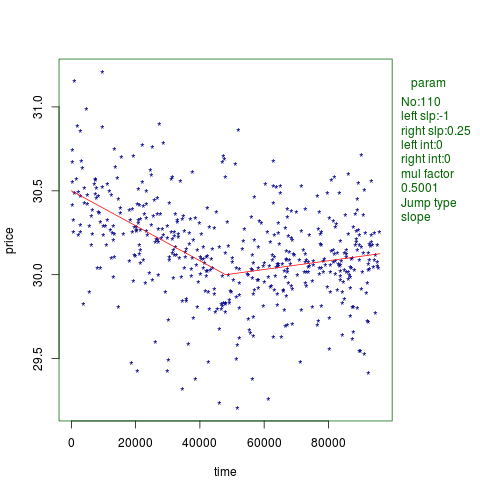 param
No:110
left slp:-1
right slp:0.25
left int:0
right int:0
mul factor
0.5001
Jump type
slope
price
31.0
30.5
30.0
29.5
0 20000 40000 60000 80000
time